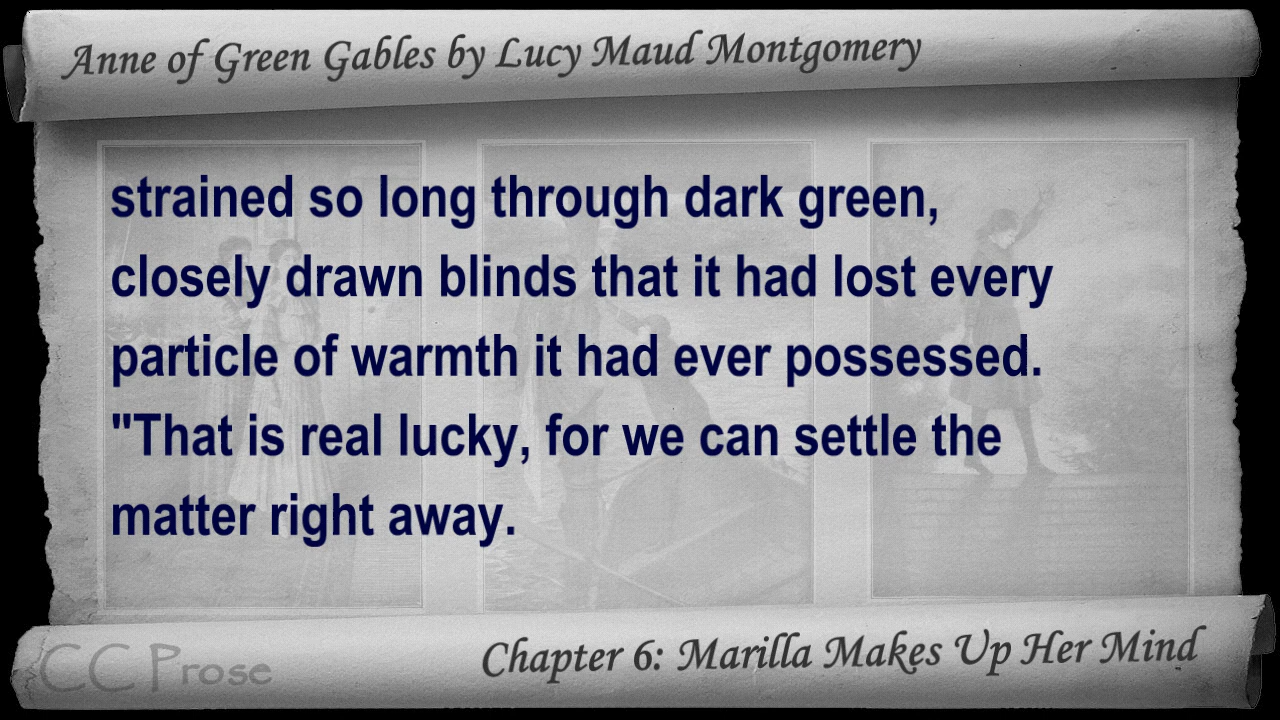 Anne of Green Gables by Lucy Maud Montgomery
strained so long through dark green,
closely drawn blinds that it had lost every
particle of warmth it had ever possessed.
"That is real lucky, for we can settle the
matter right away.
Chapter 6: Marilla Makes Up Her Mind
CC Prose